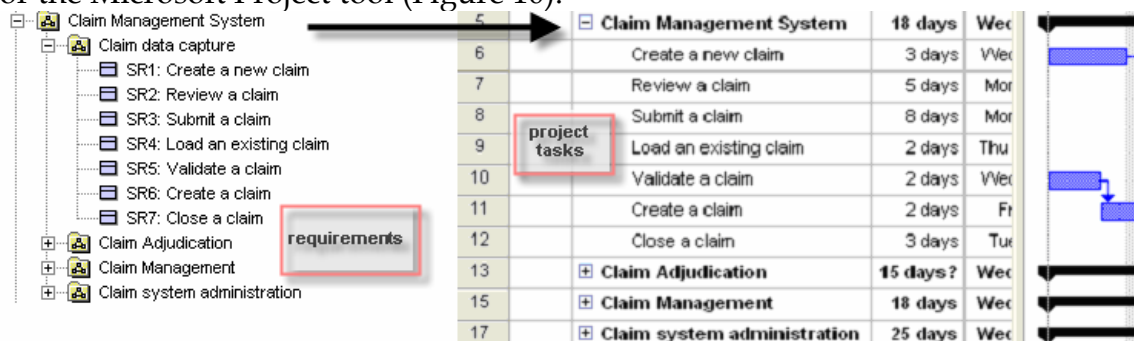 of the Microsoft Project tool (Figure 10).
Claim Management System
Claim data capture
SR1: Create a new claim
SR2: Review a claim
SR3: Submit a claim
SR4: Load an existing claim
SR5: Validate a claim
SR6: Create a claim
SR7: Close a claim
Claim Adjudication
Claim Management
Claim system administration
requirements
5 Claim Management System 18 days Wed
6 Create a new claim 3 days Wed
7 Review a claim 5 days Mon
8 Submit a claim 8 days Mon
9 Load an existing claim 2 days Thu
10 Validate a claim 2 days Wed
11 Create a claim 2 days Fr
12 Close a claim 3 days Tue
13 Claim Adjudication 15 days? Wed
15 Claim Management 18 days Wed
17 Claim system administration 25 days Wed
project
tasks